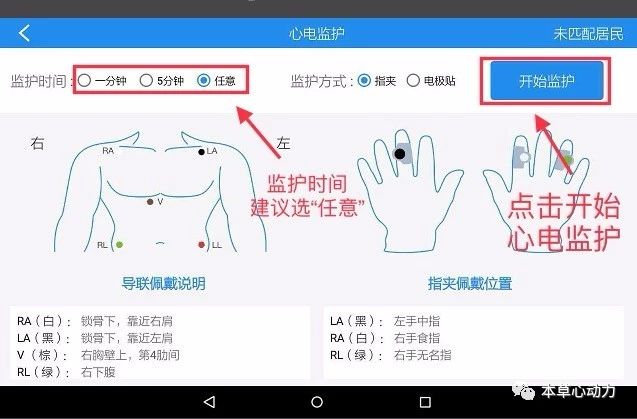 心电监护
未匹配居民
监护时间: 一分钟 5分钟 任意
监护方式: 指夹 电极贴
开始监护
右
左
RA
LA
V
RL
LL
监护时间
建议选“任意”
点击开始
心电监护
导联佩戴说明
指夹佩戴位置
RA（白）： 锁骨下，靠近右肩
LA（黑）： 锁骨下，靠近左肩
V（棕）： 右胸壁上，第4肋间
RL（绿）： 右下腹
LA（黑）： 左手中指
RA（白）： 右手食指
RL（绿）： 右手无名指
本草心动力